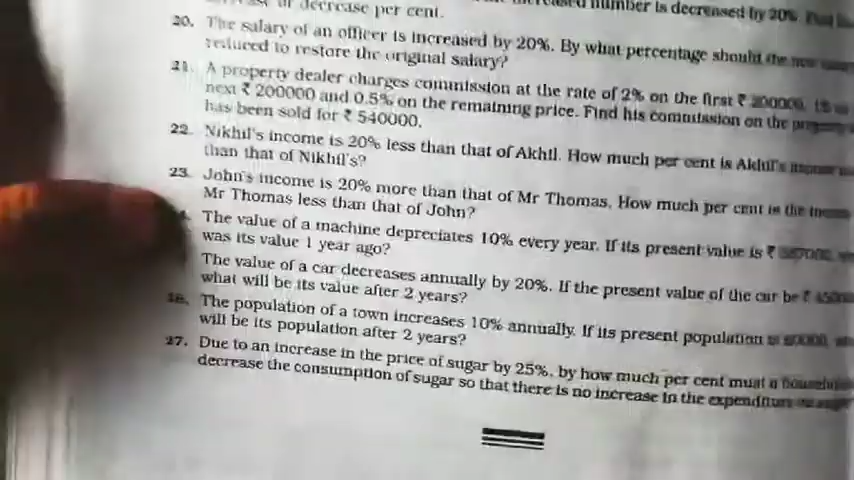 decrease per cent.
number is decreased by 20%.
20. The salary of an officer is increased by 20%. By what percentage should the new
reduced to restore the original salary?
21. A property dealer charges commission at the rate of 2% on the first ₹ 200000,
next ₹ 200000 and 0.5% on the remaining price. Find his commission on the
has been sold for ₹ 540000.
22. Nikhil's income is 20% less than that of Akhil. How much per cent is Akhil's
than that of Nikhil's?
23. John's income is 20% more than that of Mr Thomas. How much per cent is the
Mr Thomas less than that of John?
The value of a machine depreciates 10% every year. If its present value is ₹
was its value 1 year ago?
The value of a car decreases annually by 20%. If the present value of the car be ₹
what will be its value after 2 years?
26. The population of a town increases 10% annually. If its present population is
will be its population after 2 years?
27. Due to an increase in the price of sugar by 25%, by how much per cent must a
decrease the consumption of sugar so that there is no increase in the expenditure